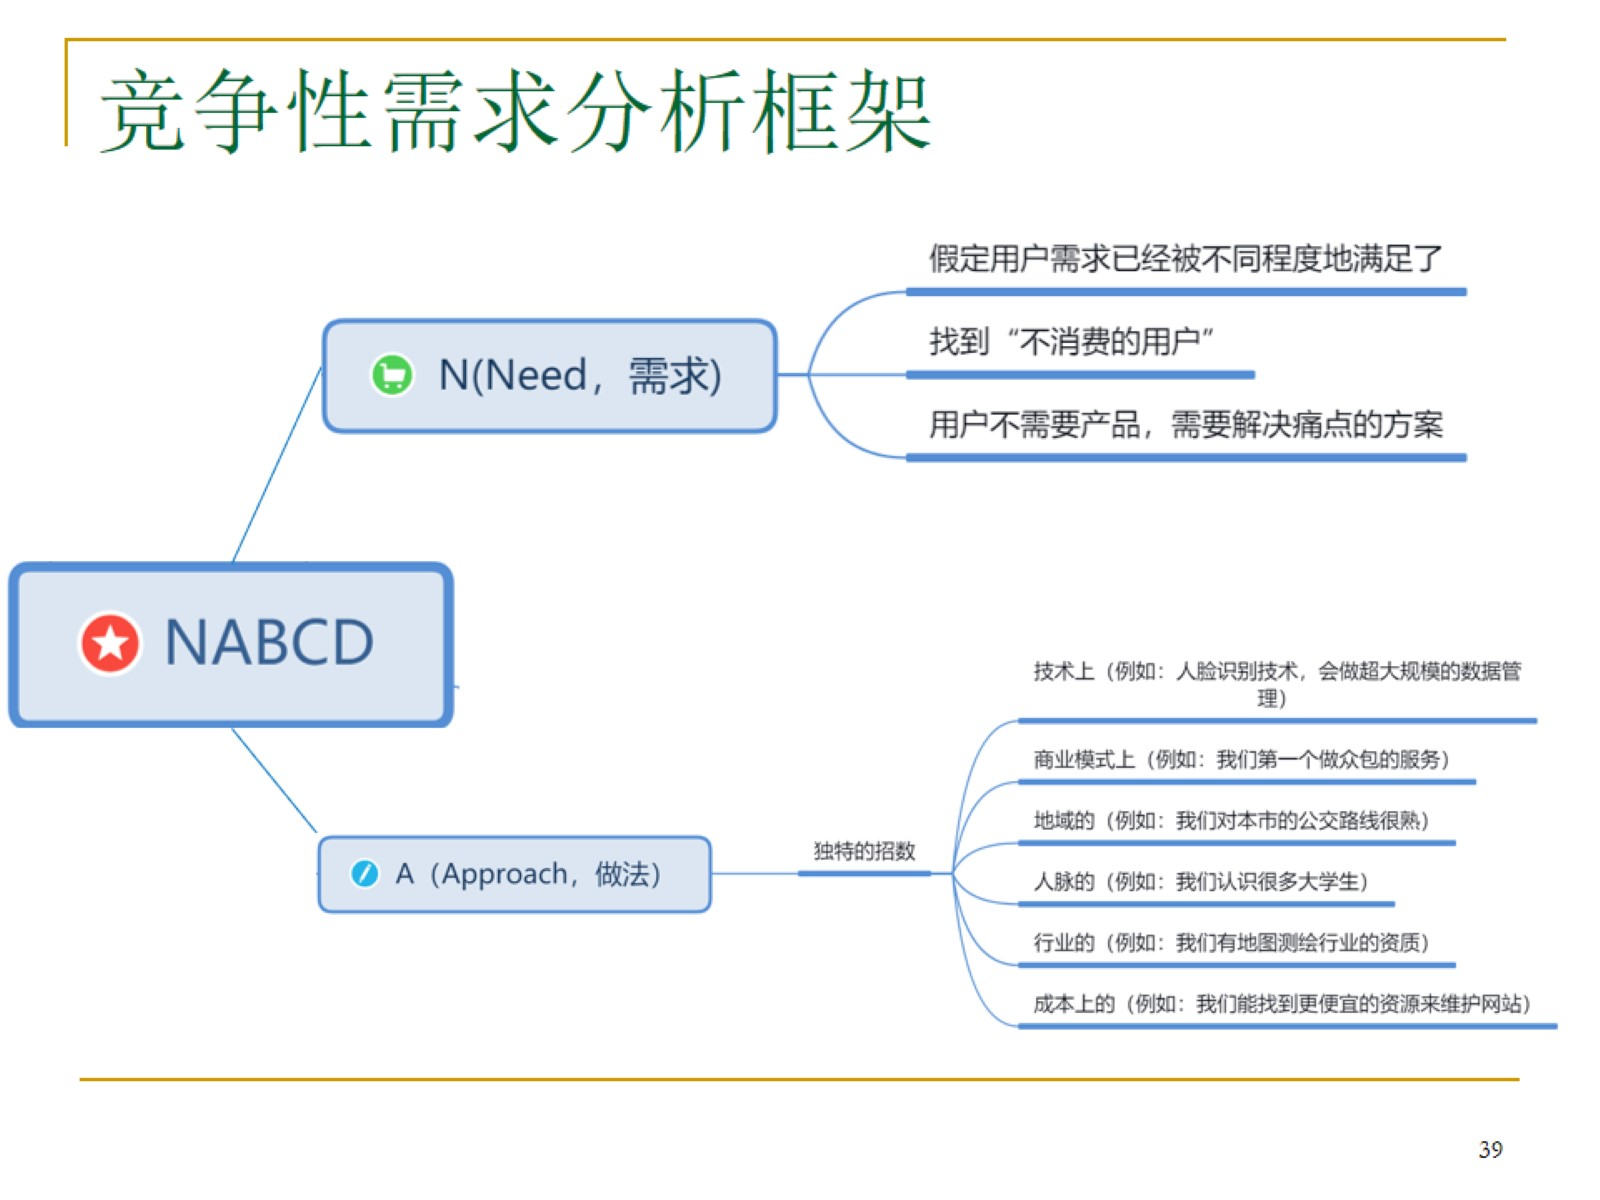 竞争性需求分析框架
假定用户需求已经被不同程度地满足了
找到“不消费的用户”
N(Need，需求)
用户不需要产品，需要解决痛点的方案
NABCD
技术上（例如：人脸识别技术，会做超大规模的数据管
理）
商业模式上（例如：我们第一个做众包的服务）
地域的（例如：我们对本市的公交路线很熟）
独特的招数
A（Approach，做法）
人脉的（例如：我们认识很多大学生）
行业的（例如：我们有地图测绘行业的资质）
成本上的（例如：我们能找到更便宜的资源来维护网站）
39